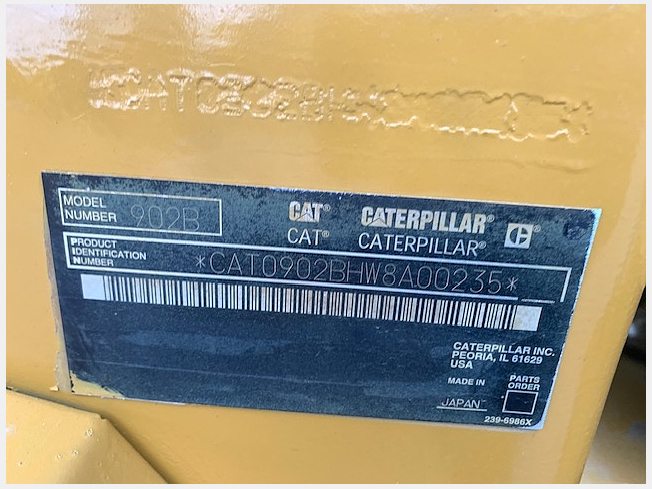 MODEL
NUMBER 902B
CAT® CATERPILLAR®
CAT® CATERPILLAR®
PRODUCT
IDENTIFICATION
NUMBER
*CAT0902BHW8A00235*
CATERPILLAR INC.
PEORIA, IL 61629
USA
MADE IN
JAPAN
PARTS
ORDER
239-6986X